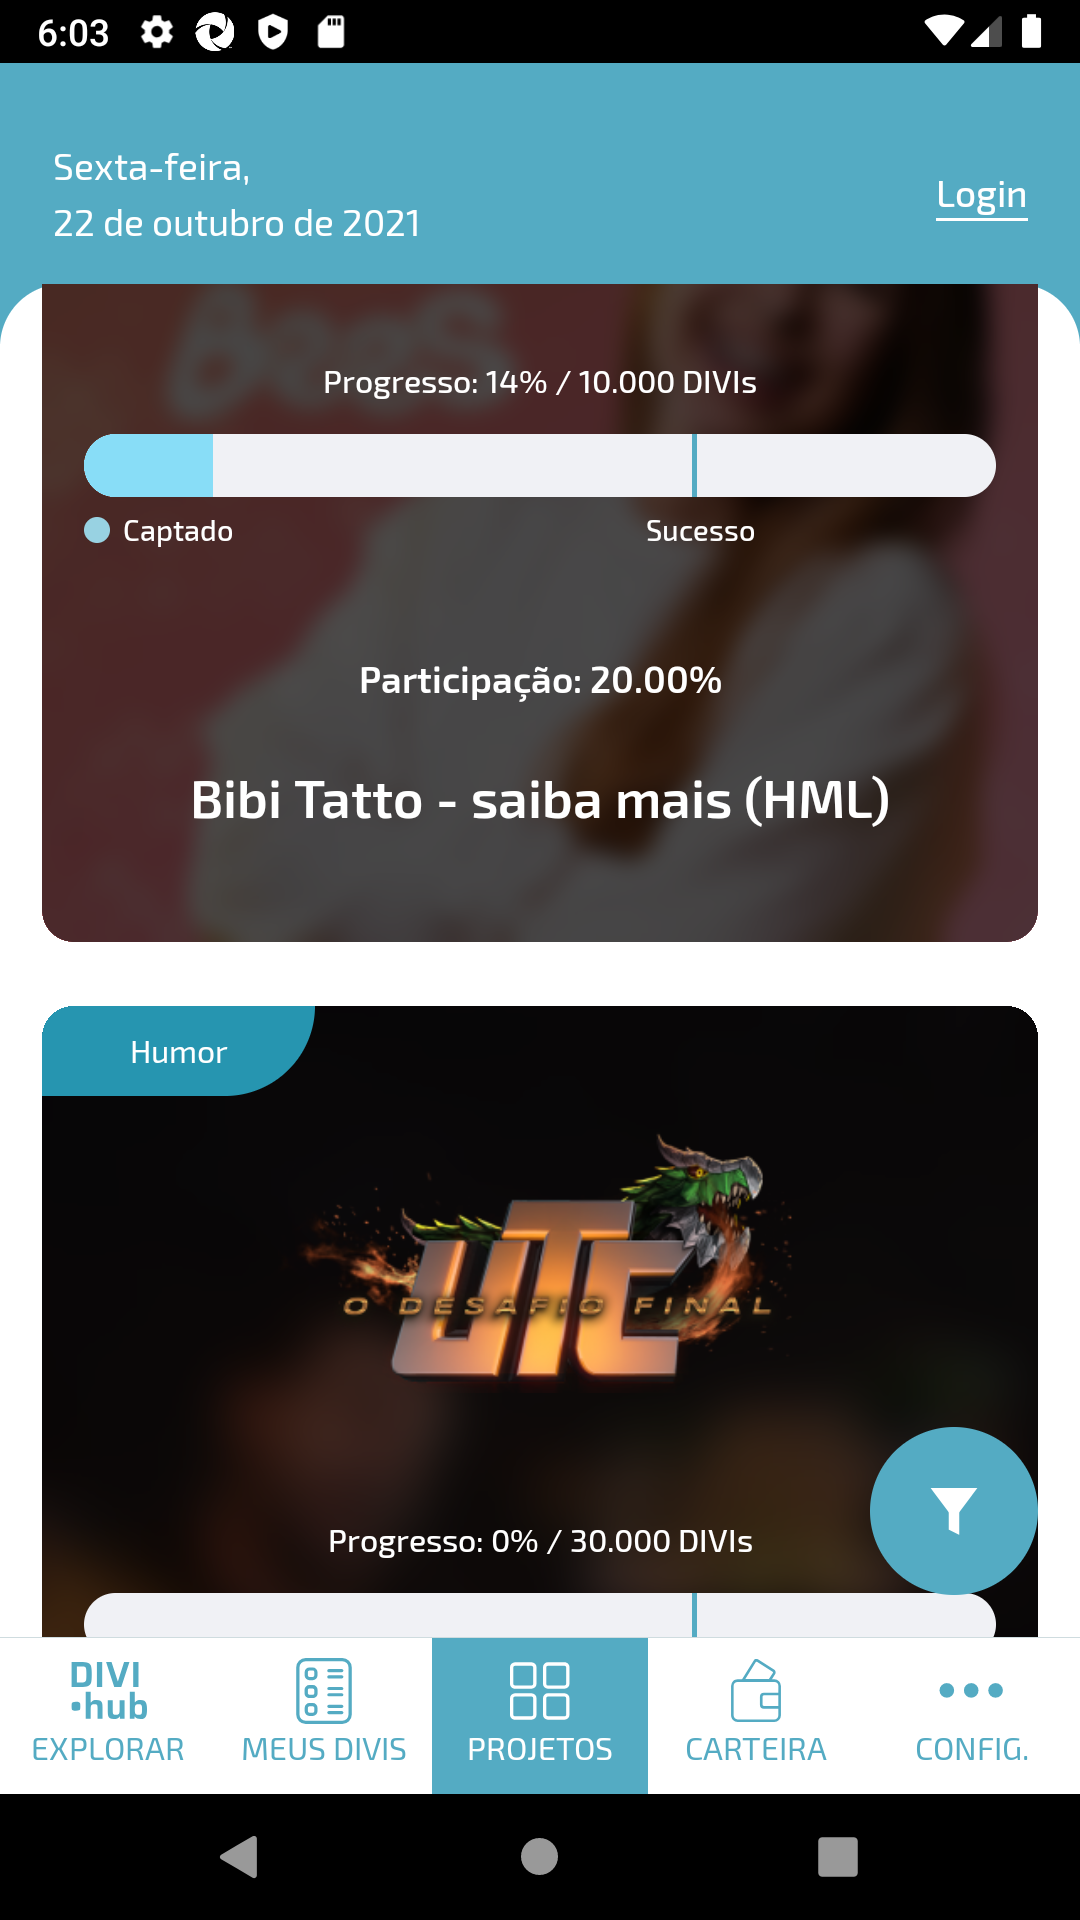 6:03
Sexta-feira,
22 de outubro de 2021
Login
Bees
Progresso: 14% / 10.000 DIVIs
Captado
Sucesso
Participação: 20.00%
Bibi Tatto - saiba mais (HML)
Humor
UTC
O DESAFIO FINAL
Progresso: 0% / 30.000 DIVIs
DIVI
·hub
EXPLORAR
MEUS DIVIS
PROJETOS
CARTEIRA
CONFIG.